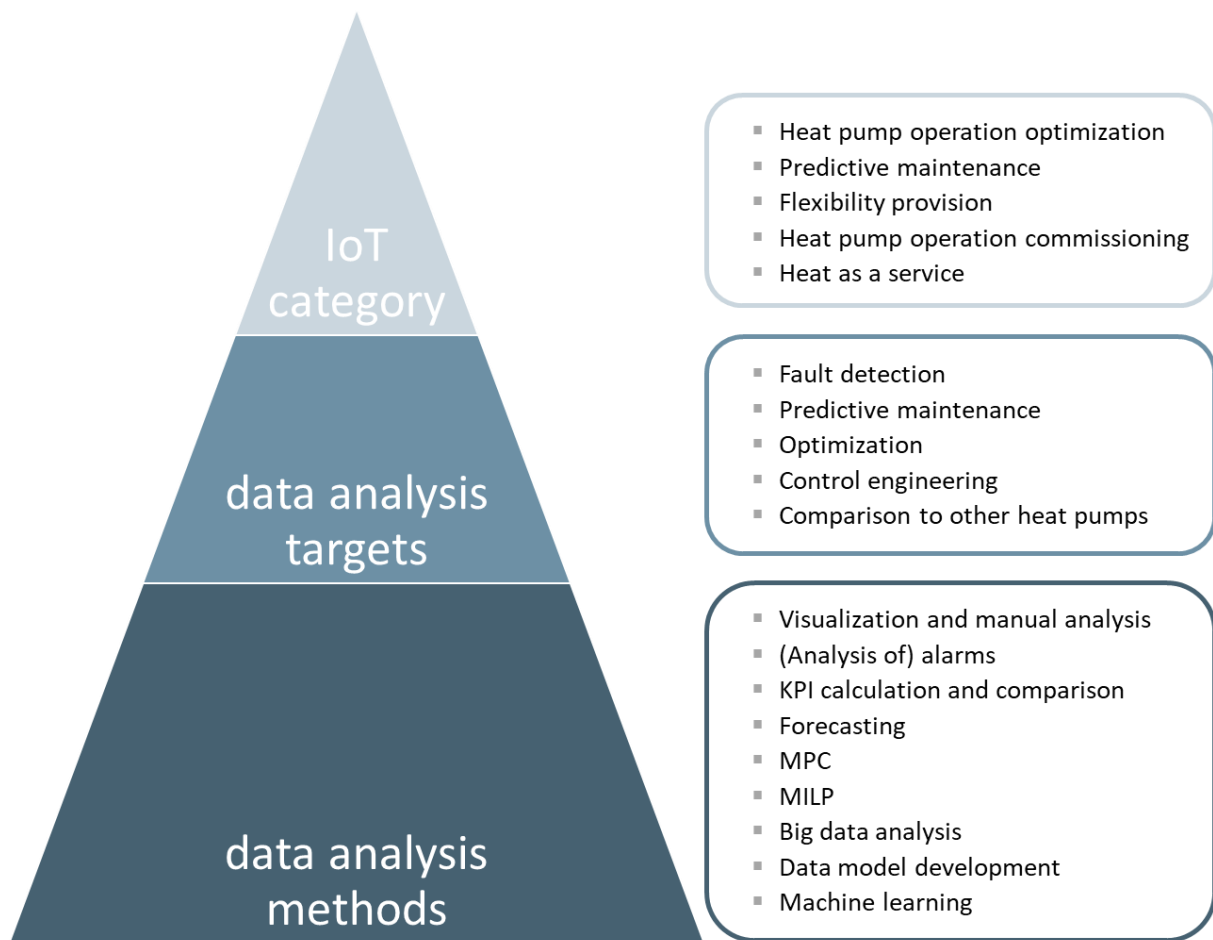 IoT
category
Heat pump operation optimization
Predictive maintenance
Flexibility provision
Heat pump operation commissioning
Heat as a service
data analysis
targets
Fault detection
Predictive maintenance
Optimization
Control engineering
Comparison to other heat pumps
data analysis
methods
Visualization and manual analysis
(Analysis of) alarms
KPI calculation and comparison
Forecasting
MPC
MILP
Big data analysis
Data model development
Machine learning